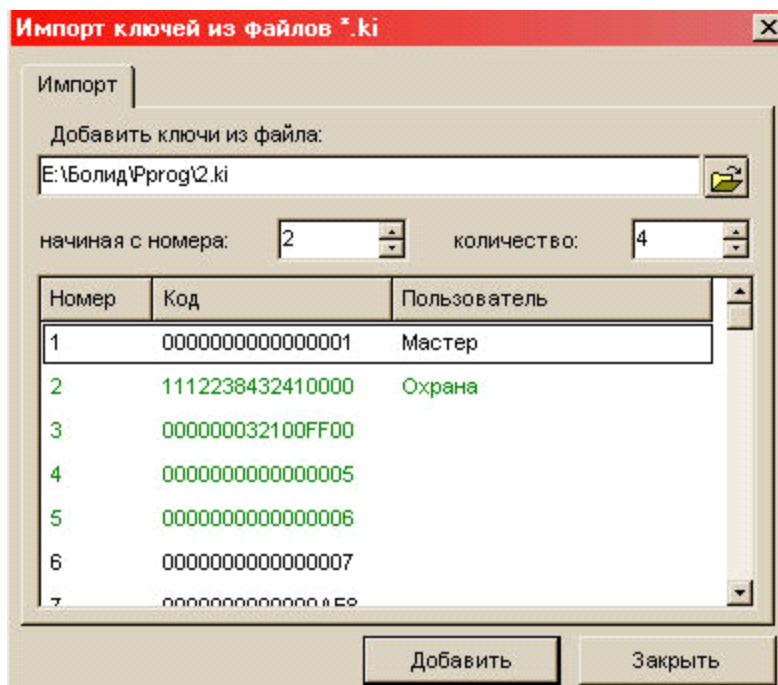 Импорт ключей из файлов *.ki
Импорт
Добавить ключи из файла:
E:\Болид\Pprog\2.ki
начиная с номера: 2 количество: 4
Номер Код Пользователь
1 0000000000000001 Мастер
2 1112238432410000 Охрана
3 000000032100FF00
4 0000000000000005
5 0000000000000006
6 0000000000000007
Добавить Закрыть